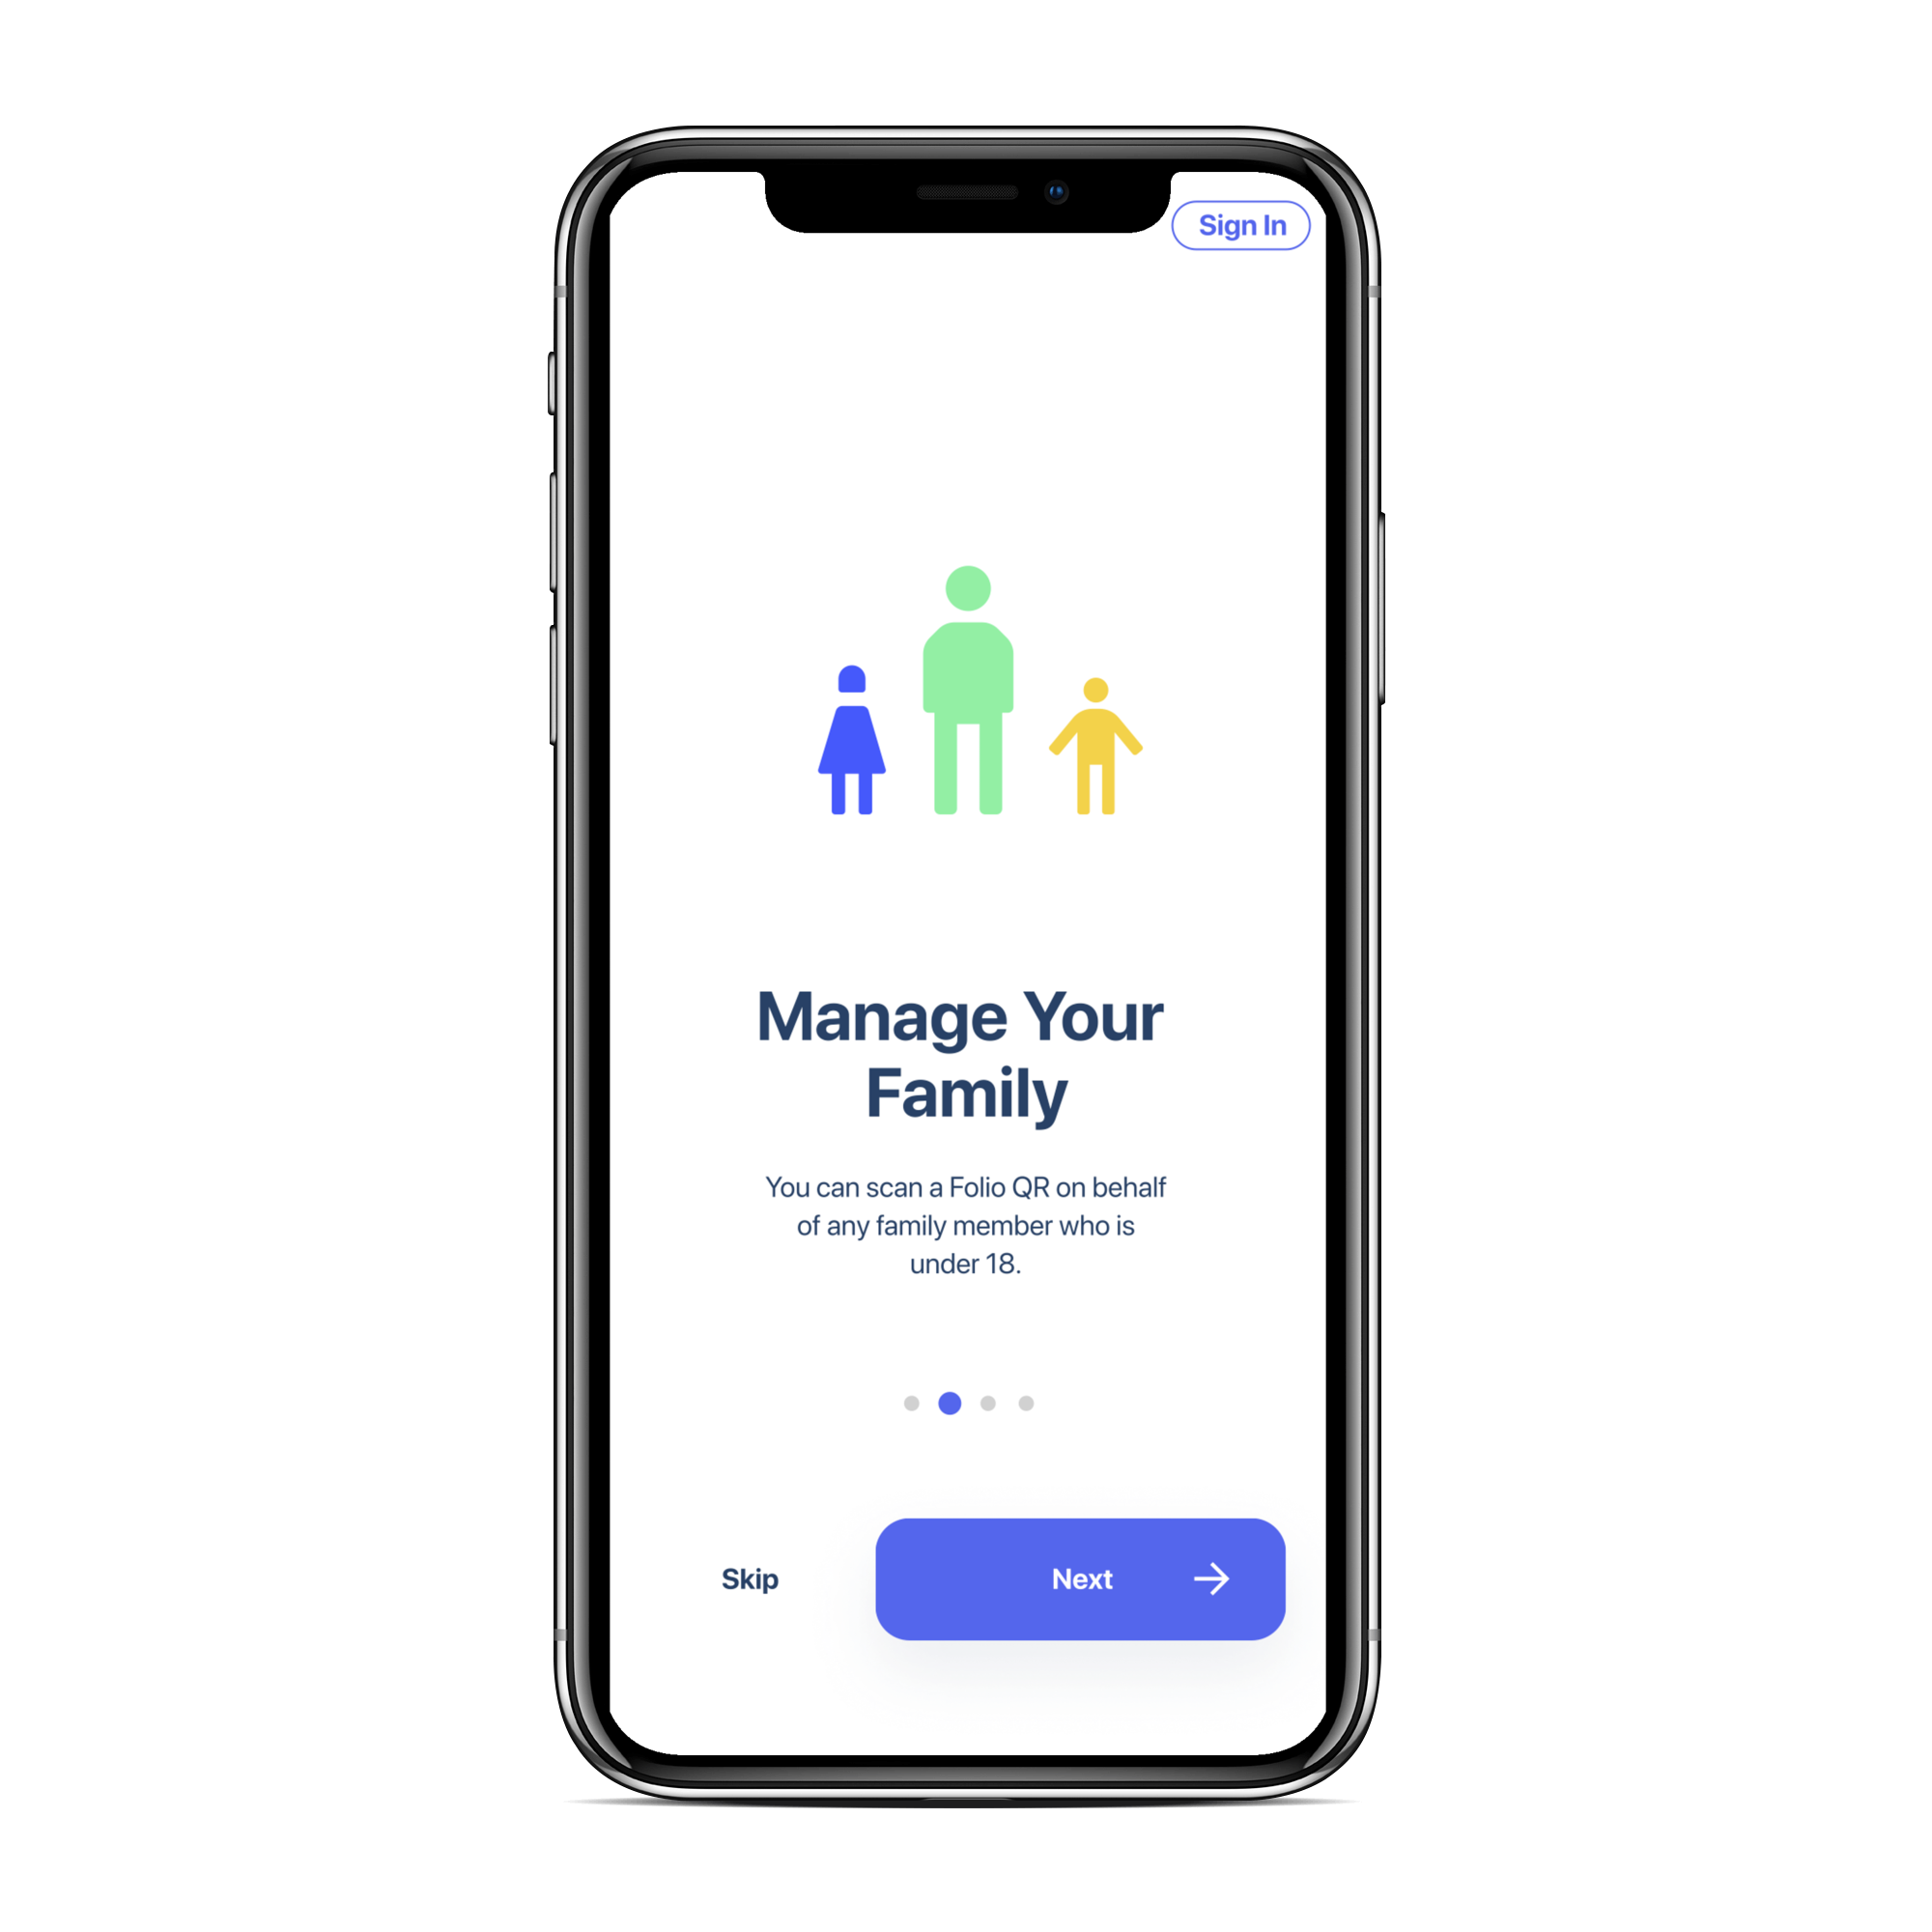 Sign In
Manage Your
Family
You can scan a Folio QR on behalf
of any family member who is
under 18.
Skip
Next